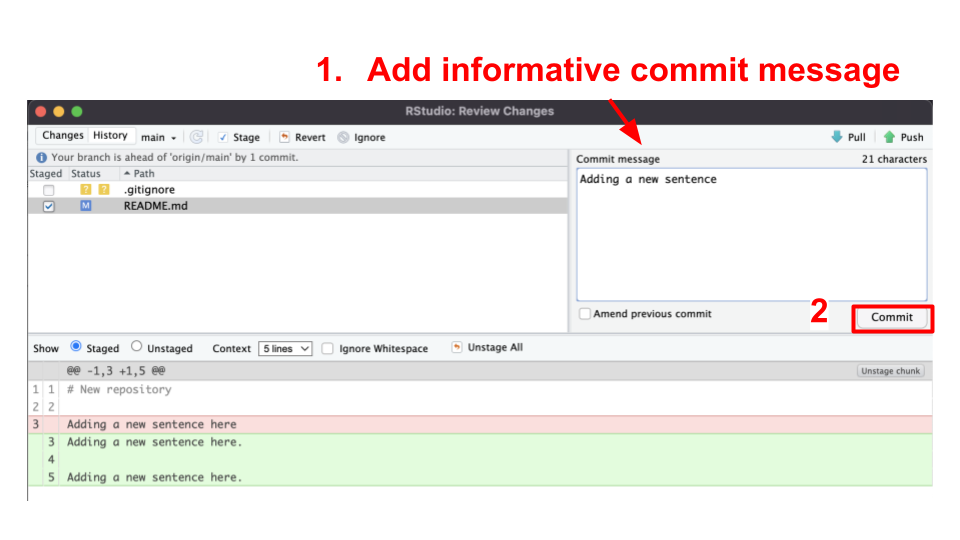 1. Add informative commit message
RStudio: Review Changes
Changes History main Stage Revert Ignore Pull Push
Your branch is ahead of 'origin/main' by 1 commit.
Commit message 21 characters
Staged Status Path
? ? .gitignore
M README.md
Adding a new sentence
Amend previous commit
2
Commit
Show Staged Unstaged Context 5 lines Ignore Whitespace Unstage All
@@ -1,3 +1,5 @@ Unstage chunk
1 1 # New repository
2 2
3 Adding a new sentence here
3 Adding a new sentence here.
4
5 Adding a new sentence here.